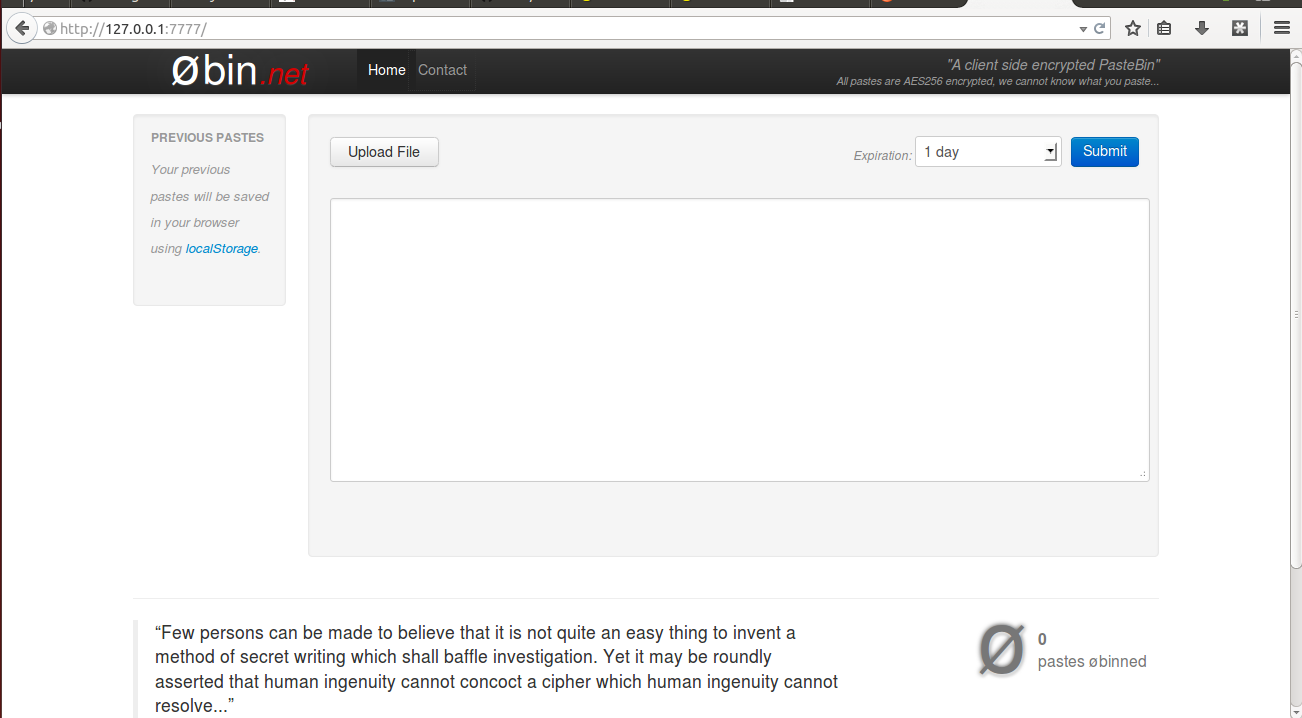 http://127.0.0.1:7777/
Øbin.net
Home
Contact
"A client side encrypted PasteBin"
All pastes are AES256 encrypted, we cannot know what you paste...
PREVIOUS PASTES
Your previous
pastes will be saved
in your browser
using localStorage.
Upload File
Expiration:
1 day
Submit
“Few persons can be made to believe that it is not quite an easy thing to invent a
method of secret writing which shall baffle investigation. Yet it may be roundly
asserted that human ingenuity cannot concoct a cipher which human ingenuity cannot
resolve...”
Ø
0
pastes øbinned